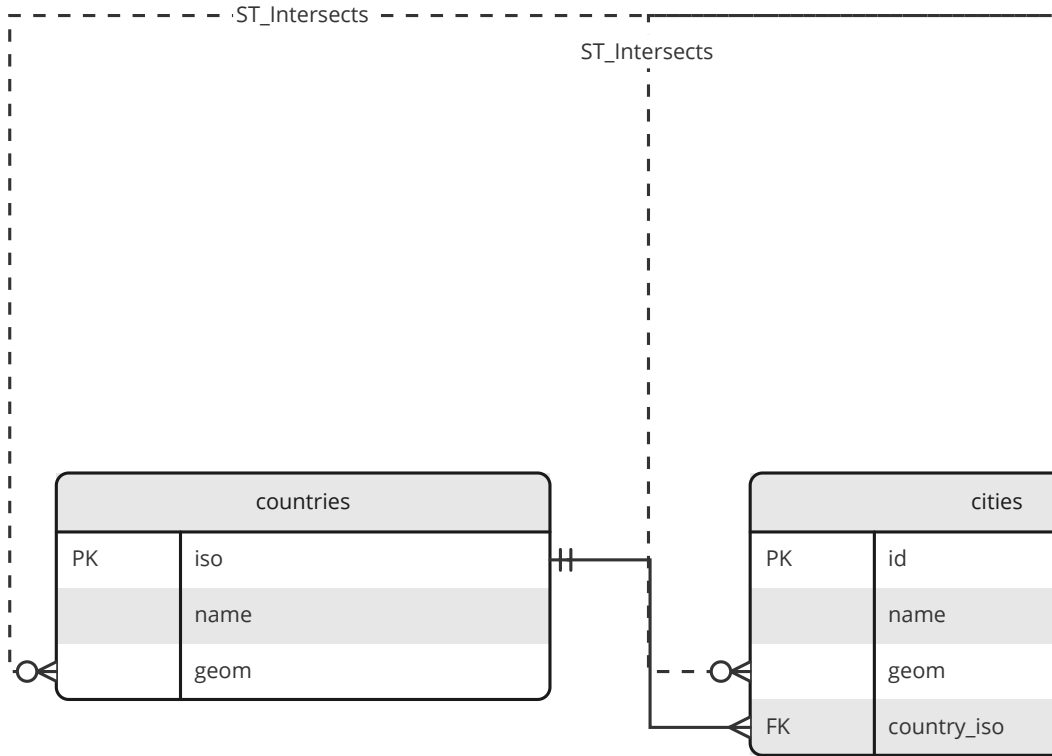 ST_Intersects
ST_Intersects
countries
PK iso
name
geom
cities
PK id
name
geom
FK country_iso